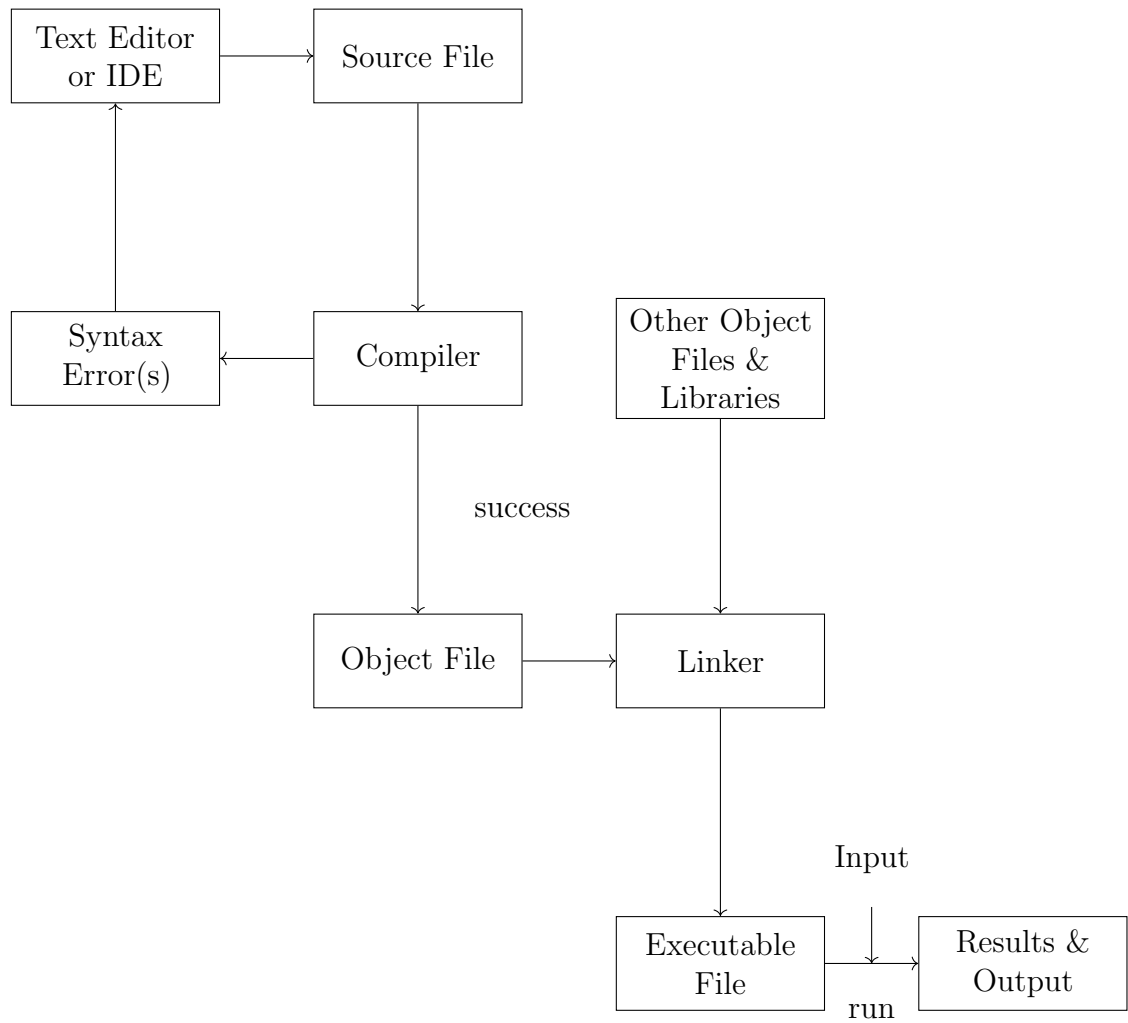 Text Editor
or IDE
Source File
Syntax
Error(s)
Compiler
Other Object
Files &
Libraries
success
Object File
Linker
Input
Executable
File
run
Results &
Output